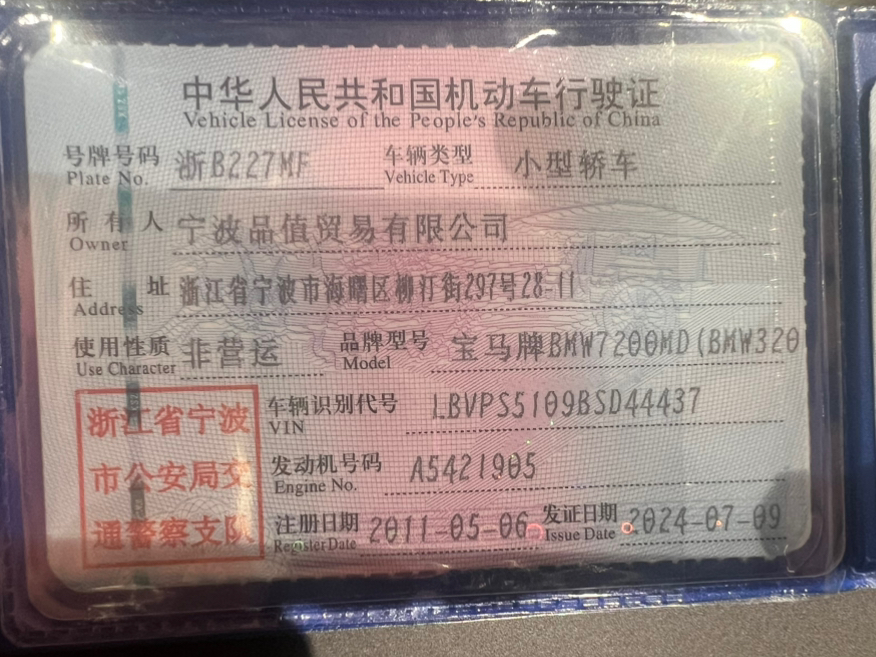 中华人民共和国机动车行驶证
Vehicle License of the People's Republic of China
号牌号码 浙B227MF 车辆类型 小型轿车
Plate No. Vehicle Type
所有人 宁波品值贸易有限公司
Owner
住址 浙江省宁波市海曙区柳汀街297号28-11
Address
使用性质 非营运 品牌型号 宝马牌BMW7200MD(BMW320
Use Character Model
浙江省宁波
市公安局交
通警察支队
车辆识别代号 LBVPS5109BSD44437
VIN
发动机号码 A5421905
Engine No.
注册日期 2011-05-06 发证日期 2024-07-09
Register Date Issue Date